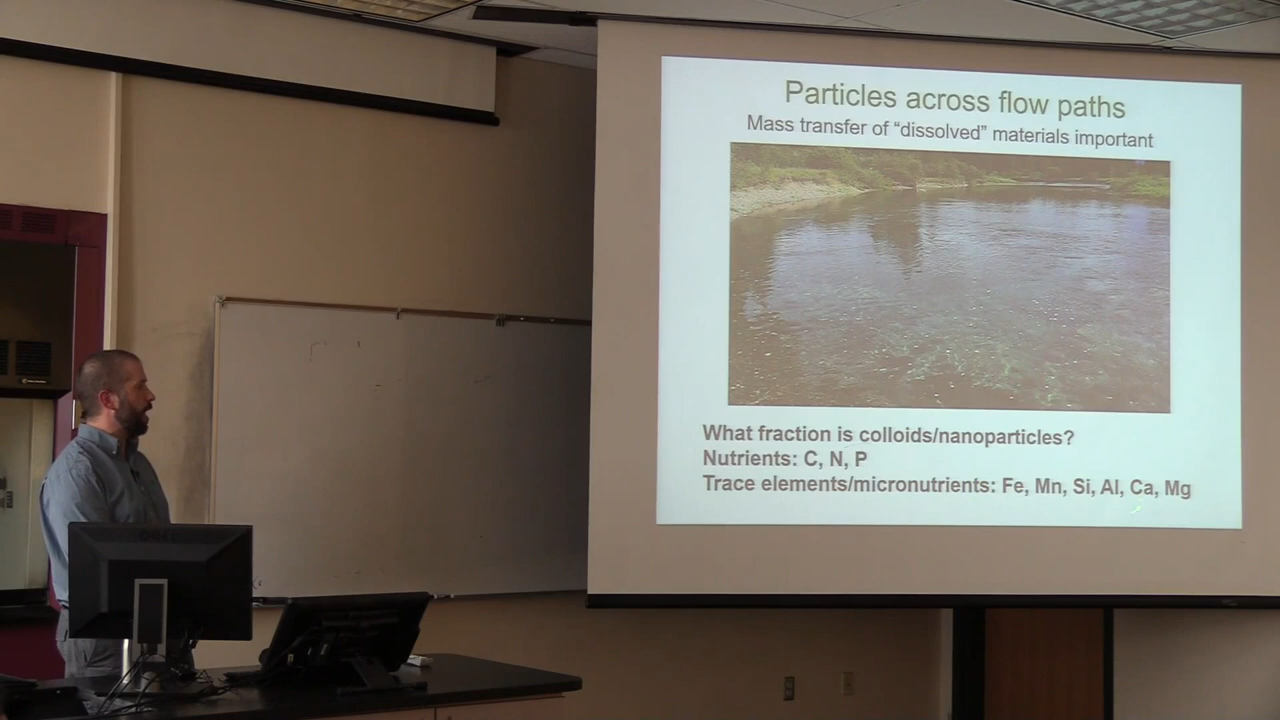 Particles across flow paths
Mass transfer of “dissolved” materials important
What fraction is colloids/nanoparticles?
Nutrients: C, N, P
Trace elements/micronutrients: Fe, Mn, Si, Al, Ca, Mg